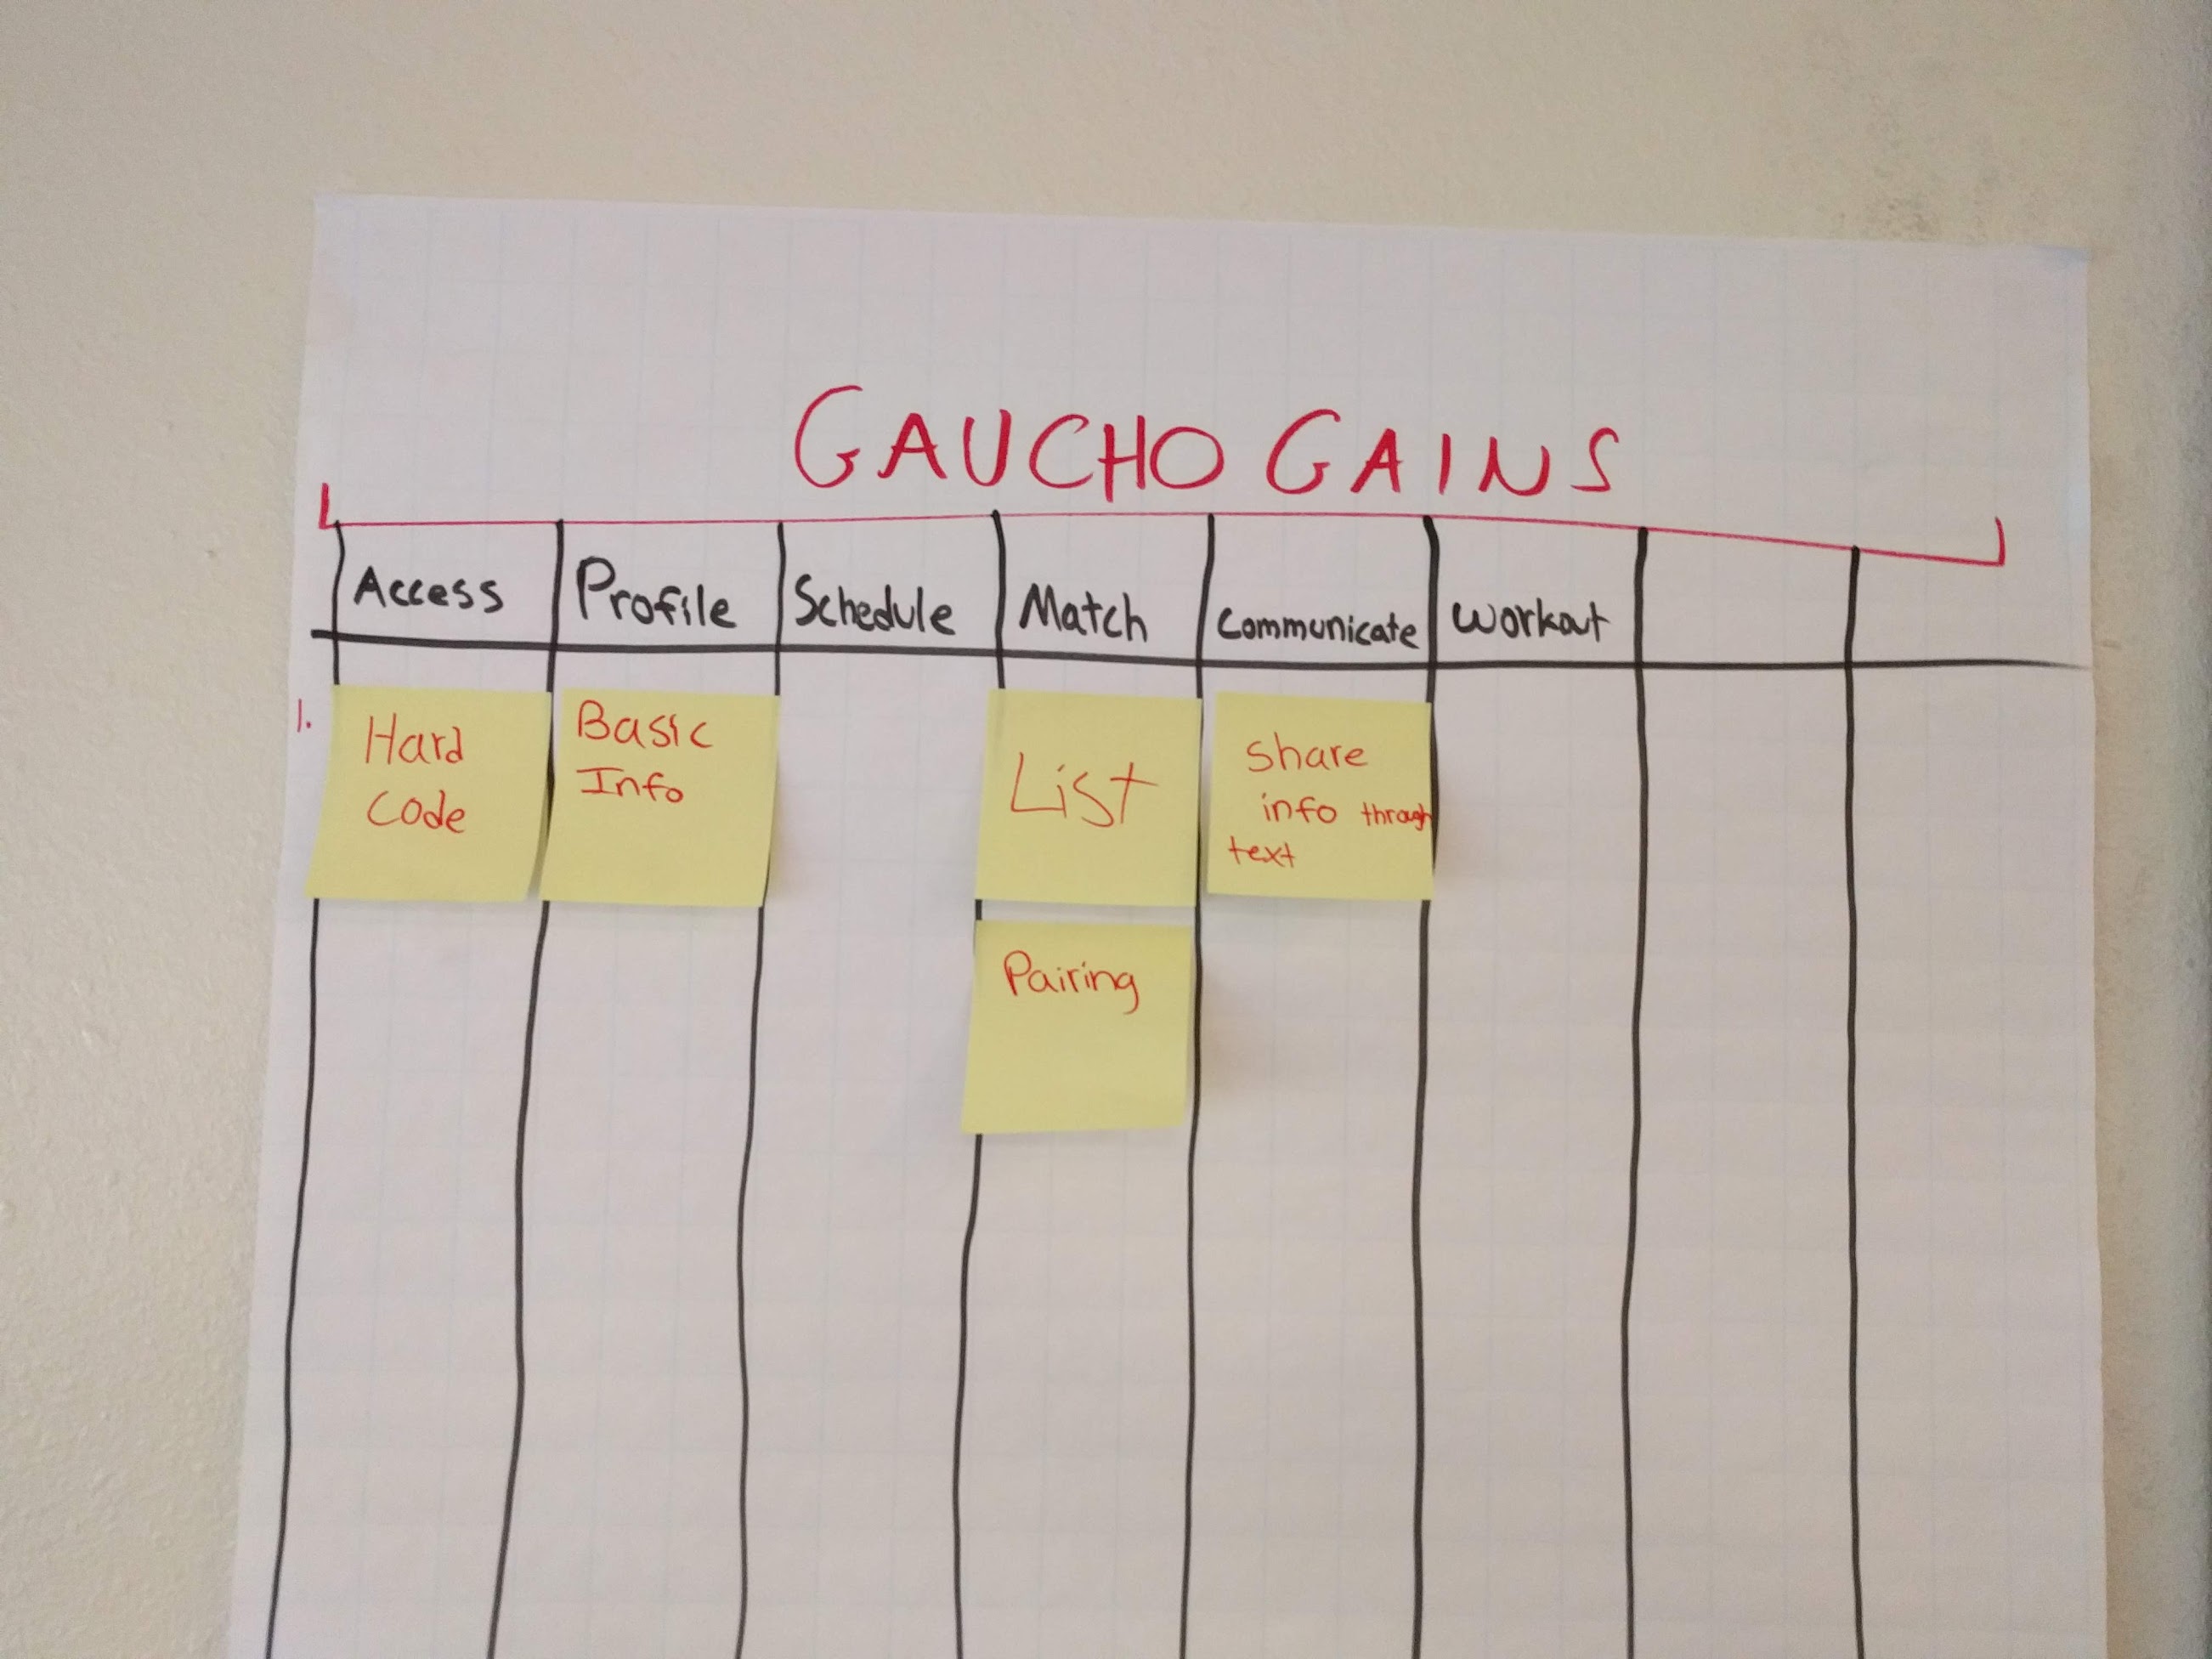 GAUCHO GAINS
Access Profile Schedule Match Communicate Workout
1.
Hard
Code
Basic
Info
List
Share
info through
text
Pairing